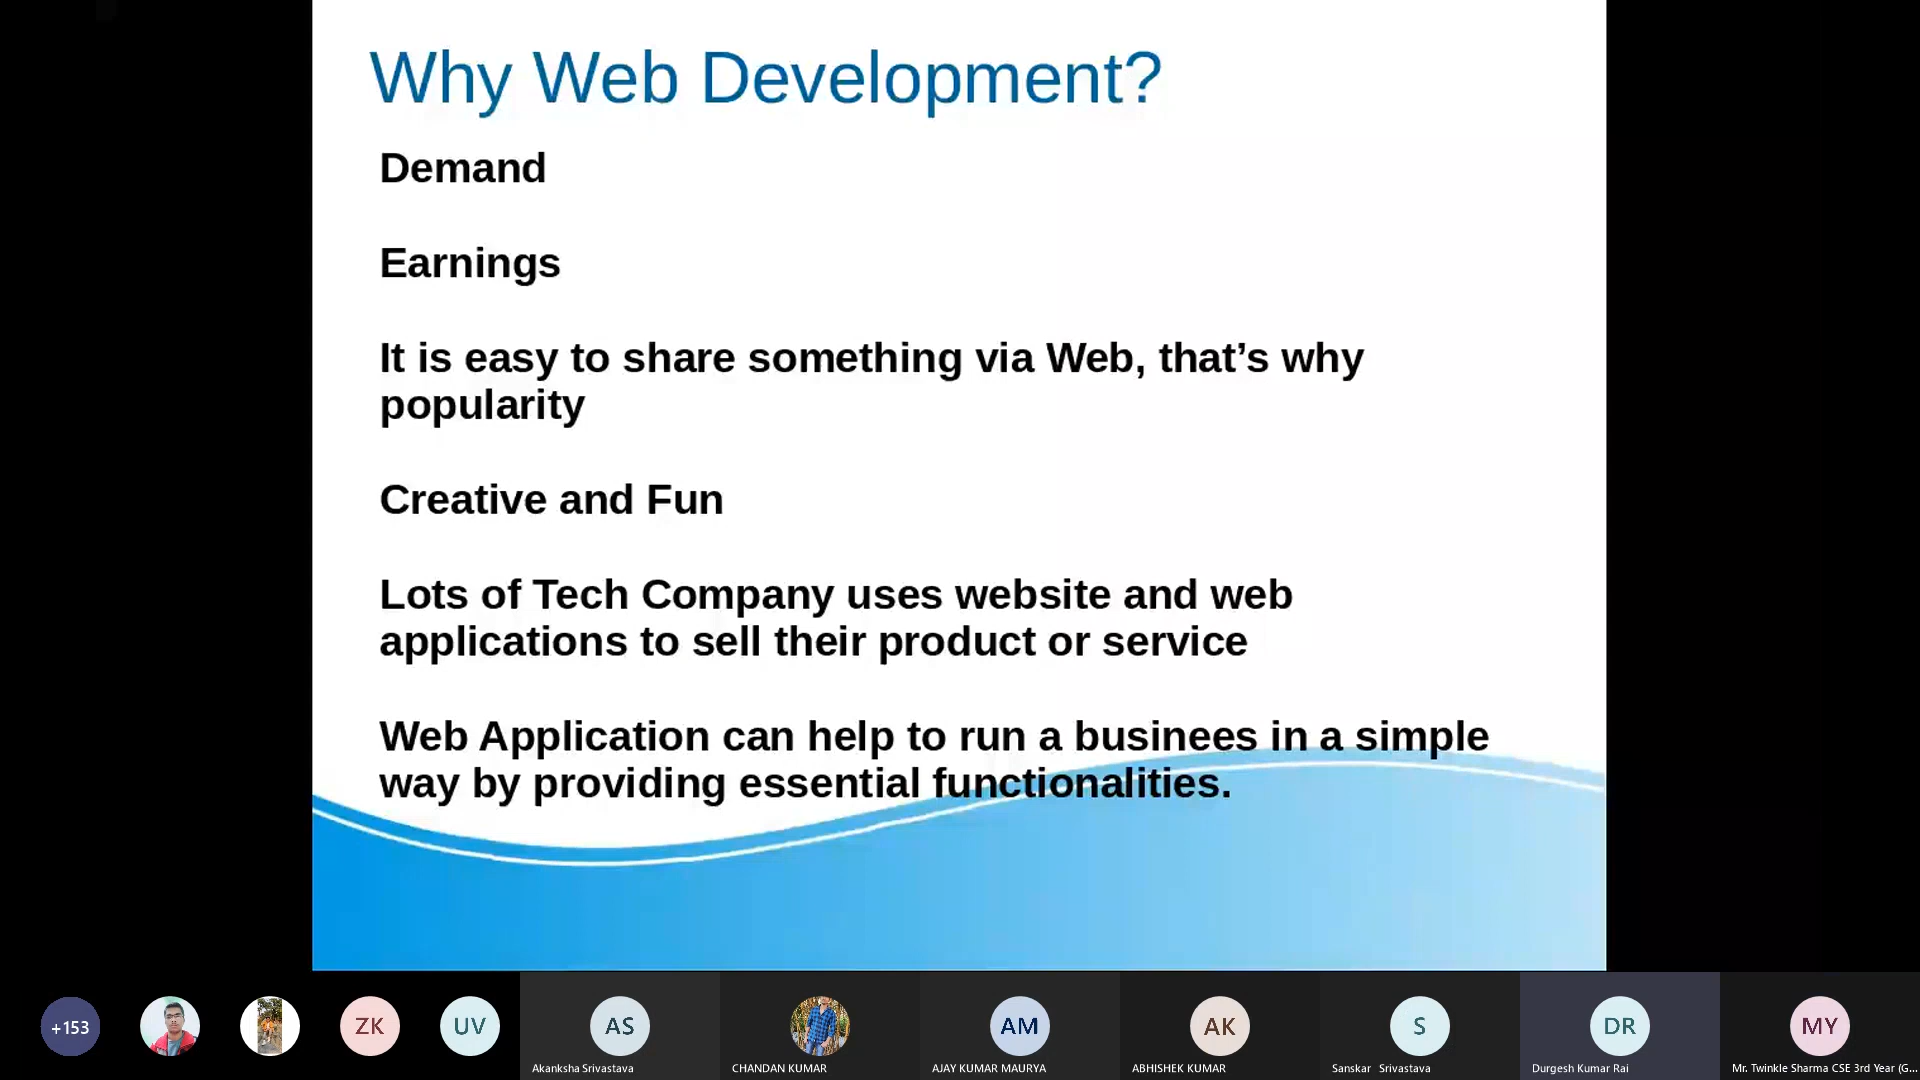 Why Web Development?
Demand
Earnings
It is easy to share something via Web, that’s why
popularity
Creative and Fun
Lots of Tech Company uses website and web
applications to sell their product or service
Web Application can help to run a businees in a simple
way by providing essential functionalities.
+153
ZK
UV
AS
AM
AK
S
DR
MY
Akanksha Srivastava
CHANDAN KUMAR
AJAY KUMAR MAURYA
ABHISHEK KUMAR
Sanskar Srivastava
Durgesh Kumar Rai
Mr. Twinkle Sharma CSE 3rd Year (G...